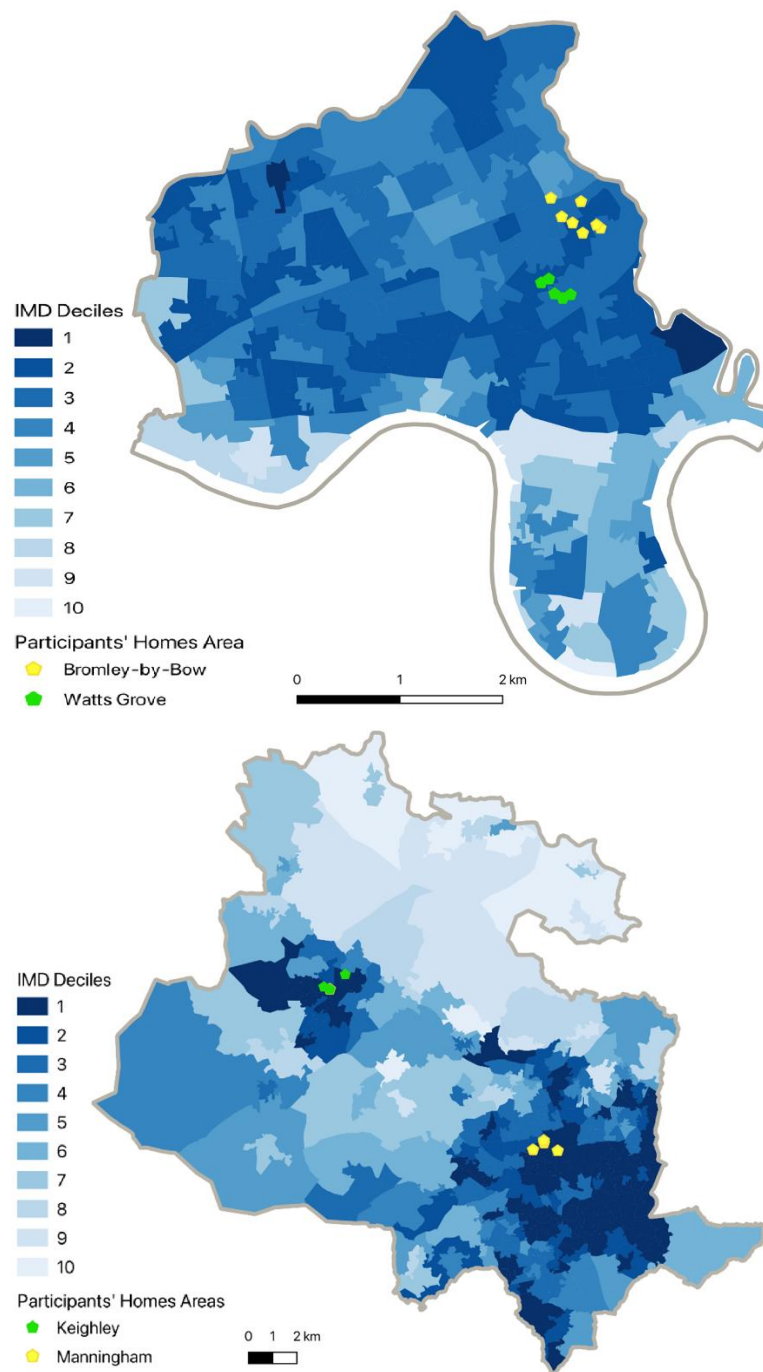 IMD Deciles
1
2
3
4
5
6
7
8
9
10
Participants' Homes Area
Bromley-by-Bow
Watts Grove
0 1 2 km
IMD Deciles
1
2
3
4
5
6
7
8
9
10
Participants' Homes Areas
Keighley
Manningham
0 1 2 km